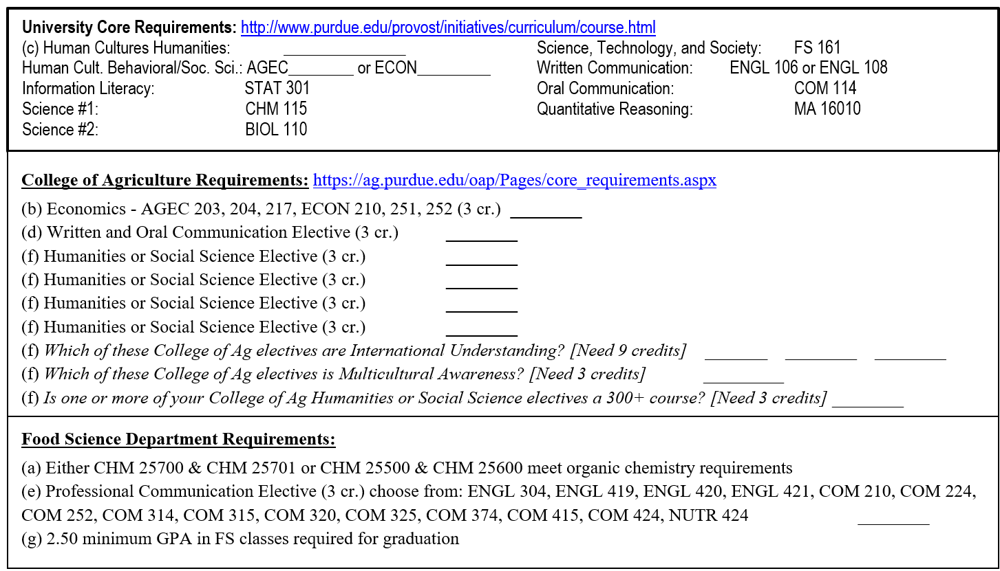 University Core Requirements: http://www.purdue.edu/provost/initiatives/curriculum/course.html
(c) Human Cultures Humanities: ______________ Science, Technology, and Society: FS 161
Human Cult. Behavioral/Soc. Sci.: AGEC________ or ECON_________ Written Communication: ENGL 106 or ENGL 108
Information Literacy: STAT 301 Oral Communication: COM 114
Science #1: CHM 115 Quantitative Reasoning: MA 16010
Science #2: BIOL 110
College of Agriculture Requirements: https://ag.purdue.edu/oap/Pages/core_requirements.aspx
(b) Economics - AGEC 203, 204, 217, ECON 210, 251, 252 (3 cr.) ________
(d) Written and Oral Communication Elective (3 cr.) ________
(f) Humanities or Social Science Elective (3 cr.) ________
(f) Humanities or Social Science Elective (3 cr.) ________
(f) Humanities or Social Science Elective (3 cr.) ________
(f) Humanities or Social Science Elective (3 cr.) ________
(f) Which of these College of Ag electives are International Understanding? [Need 9 credits] _______ ________ ________
(f) Which of these College of Ag electives is Multicultural Awareness? [Need 3 credits] _________
(f) Is one or more of your College of Ag Humanities or Social Science electives a 300+ course? [Need 3 credits] ________
Food Science Department Requirements:
(a) Either CHM 25700 & CHM 25701 or CHM 25500 & CHM 25600 meet organic chemistry requirements
(e) Professional Communication Elective (3 cr.) choose from: ENGL 304, ENGL 419, ENGL 420, ENGL 421, COM 210, COM 224,
COM 252, COM 314, COM 315, COM 320, COM 325, COM 374, COM 415, COM 424, NUTR 424 ________
(g) 2.50 minimum GPA in FS classes required for graduation